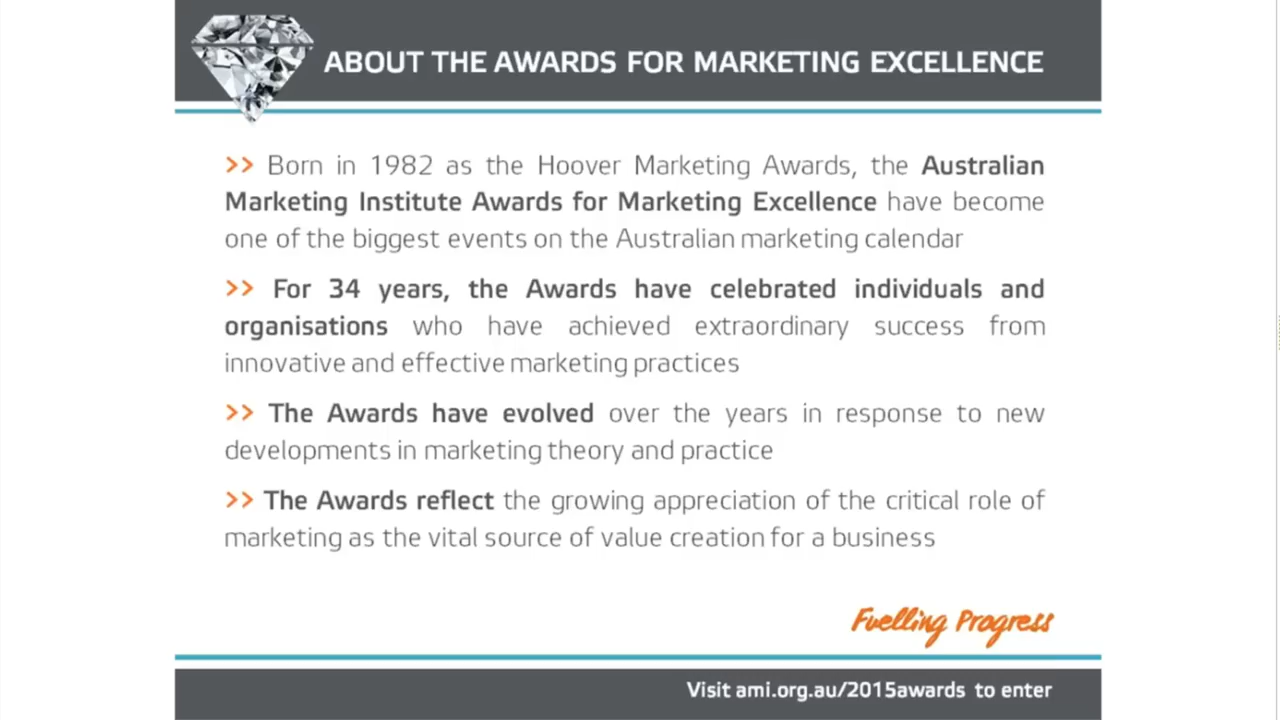 ABOUT THE AWARDS FOR MARKETING EXCELLENCE
>> Born in 1982 as the Hoover Marketing Awards, the Australian
Marketing Institute Awards for Marketing Excellence have become
one of the biggest events on the Australian marketing calendar
>> For 34 years, the Awards have celebrated individuals and
organisations who have achieved extraordinary success from
innovative and effective marketing practices
>> The Awards have evolved over the years in response to new
developments in marketing theory and practice
>> The Awards reflect the growing appreciation of the critical role of
marketing as the vital source of value creation for a business
Fuelling Progress
Visit ami.org.au/2015awards to enter